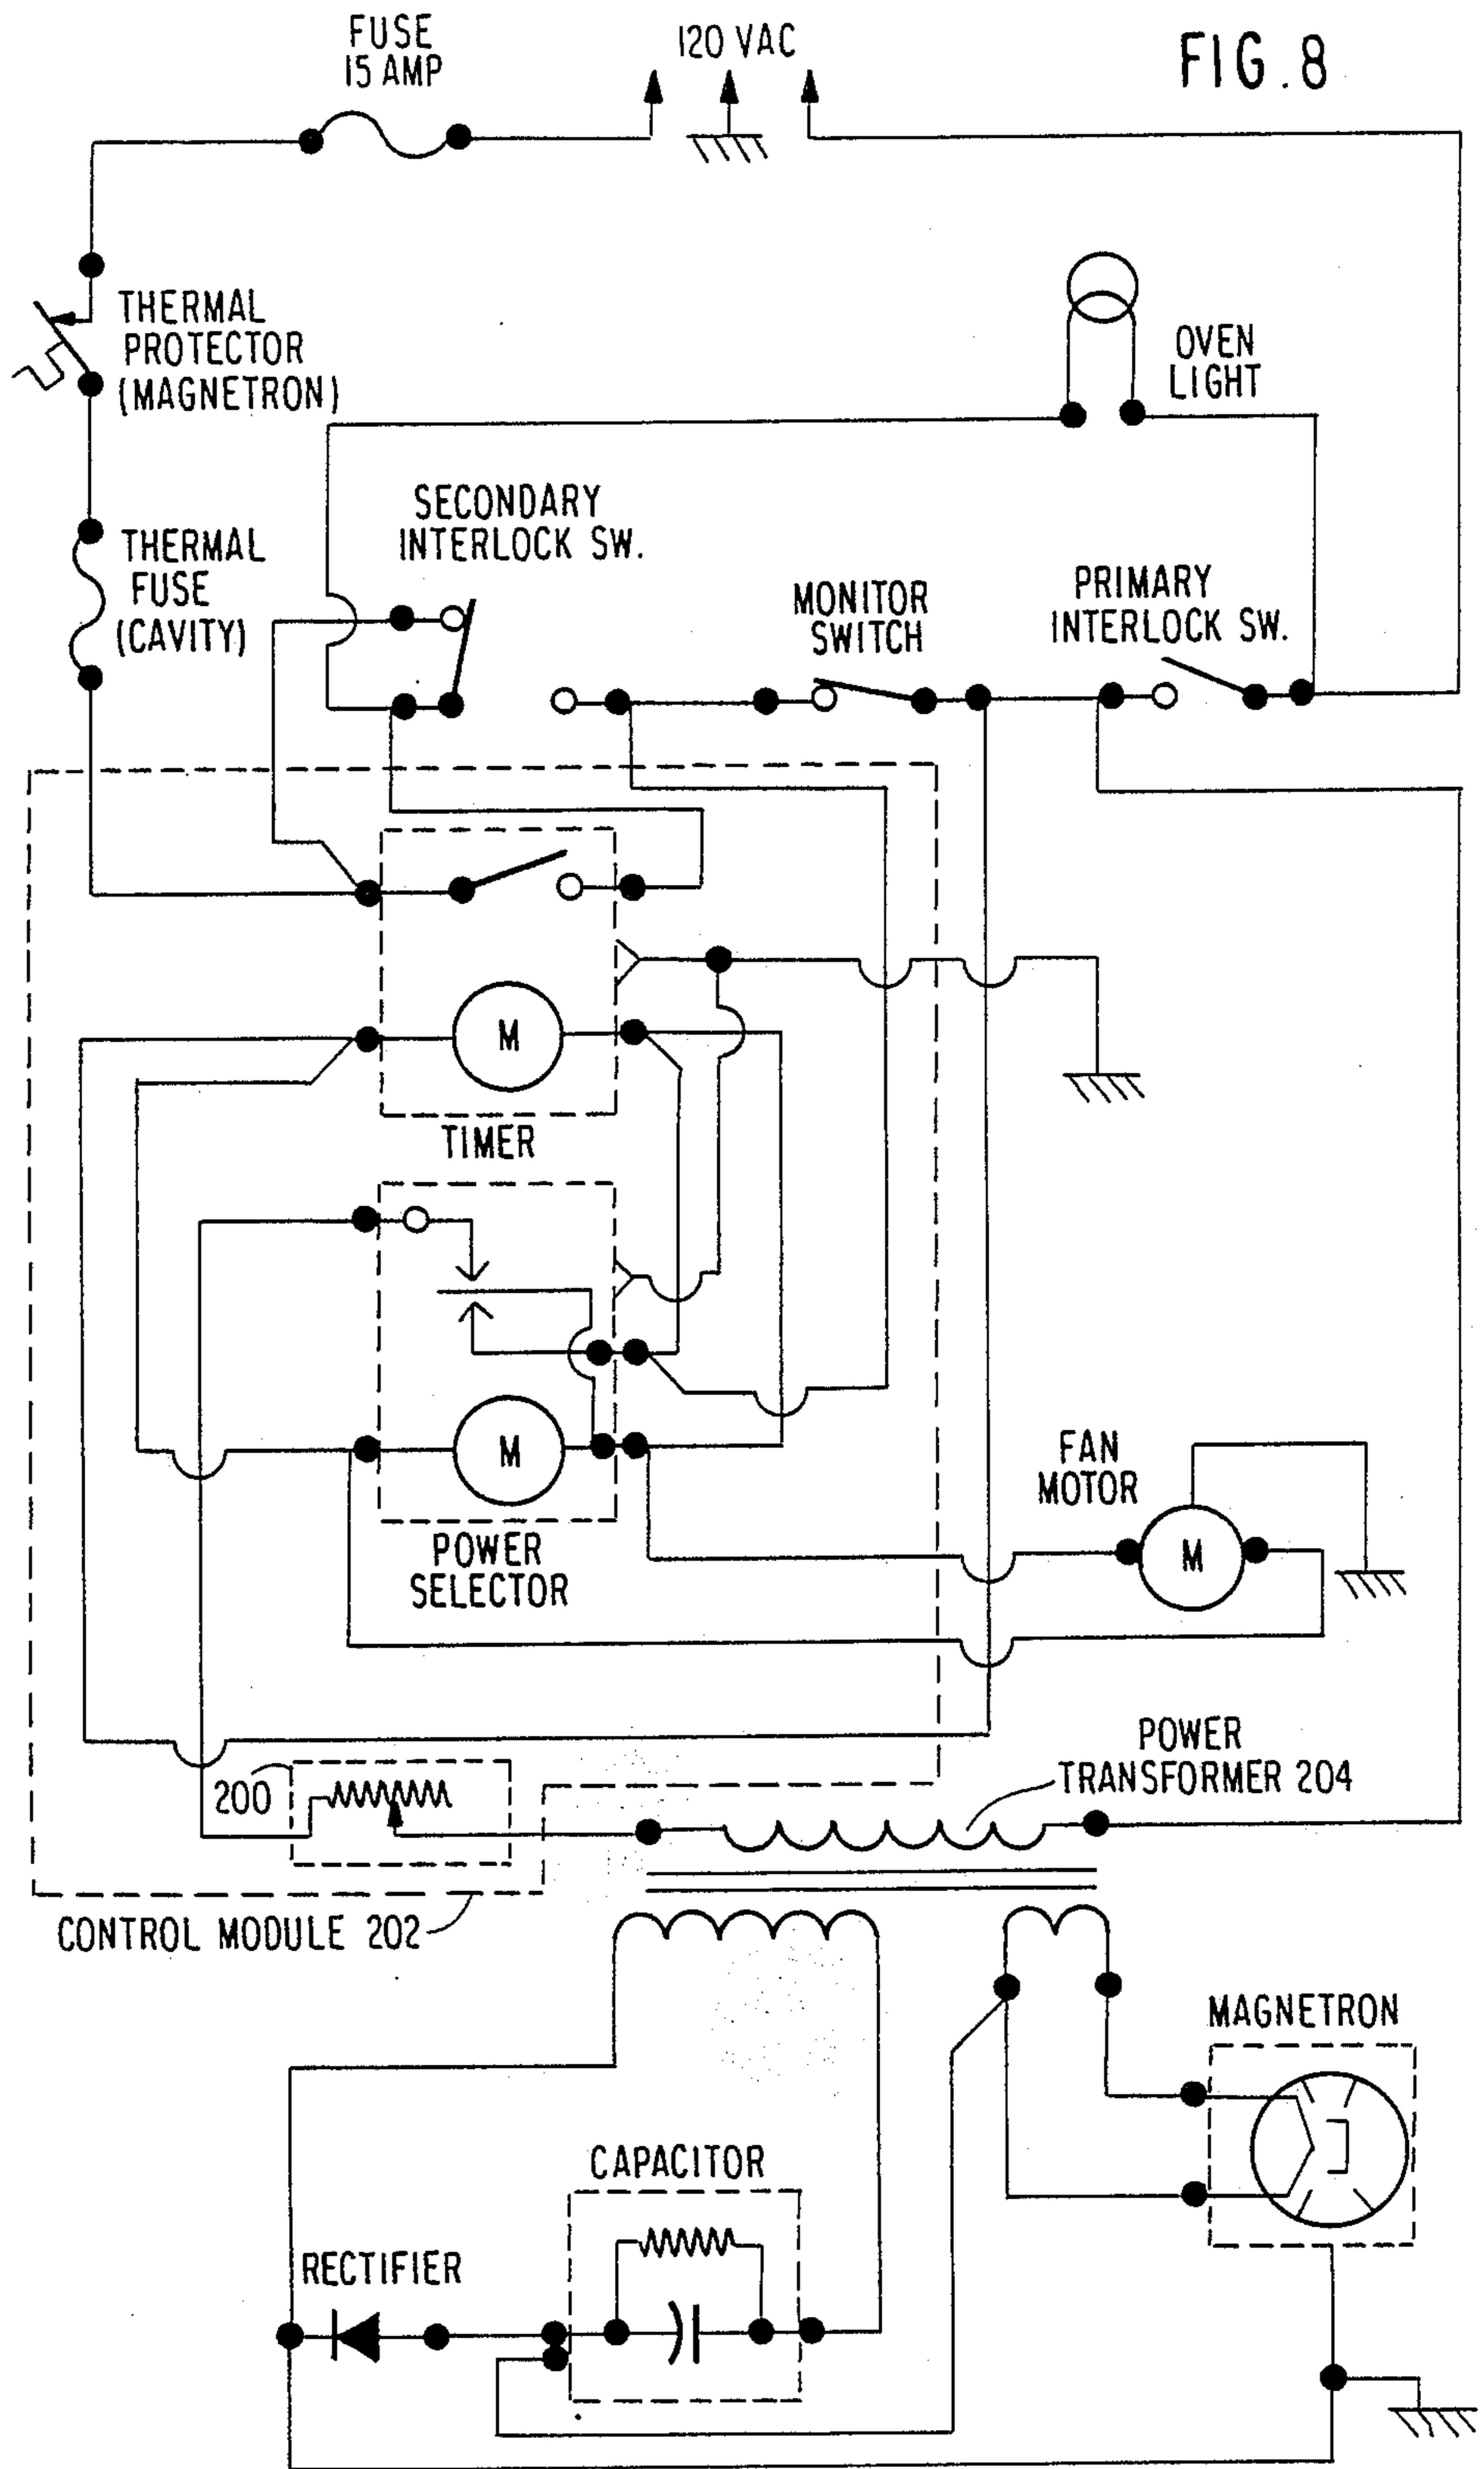 FUSE
15 AMP
120 VAC
FIG. 8
THERMAL
PROTECTOR
(MAGNETRON)
OVEN
LIGHT
SECONDARY
INTERLOCK SW.
THERMAL
FUSE
(CAVITY)
MONITOR
SWITCH
PRIMARY
INTERLOCK SW.
M
TIMER
M
POWER
SELECTOR
FAN
MOTOR
M
POWER
TRANSFORMER 204
200
CONTROL MODULE 202
MAGNETRON
CAPACITOR
RECTIFIER